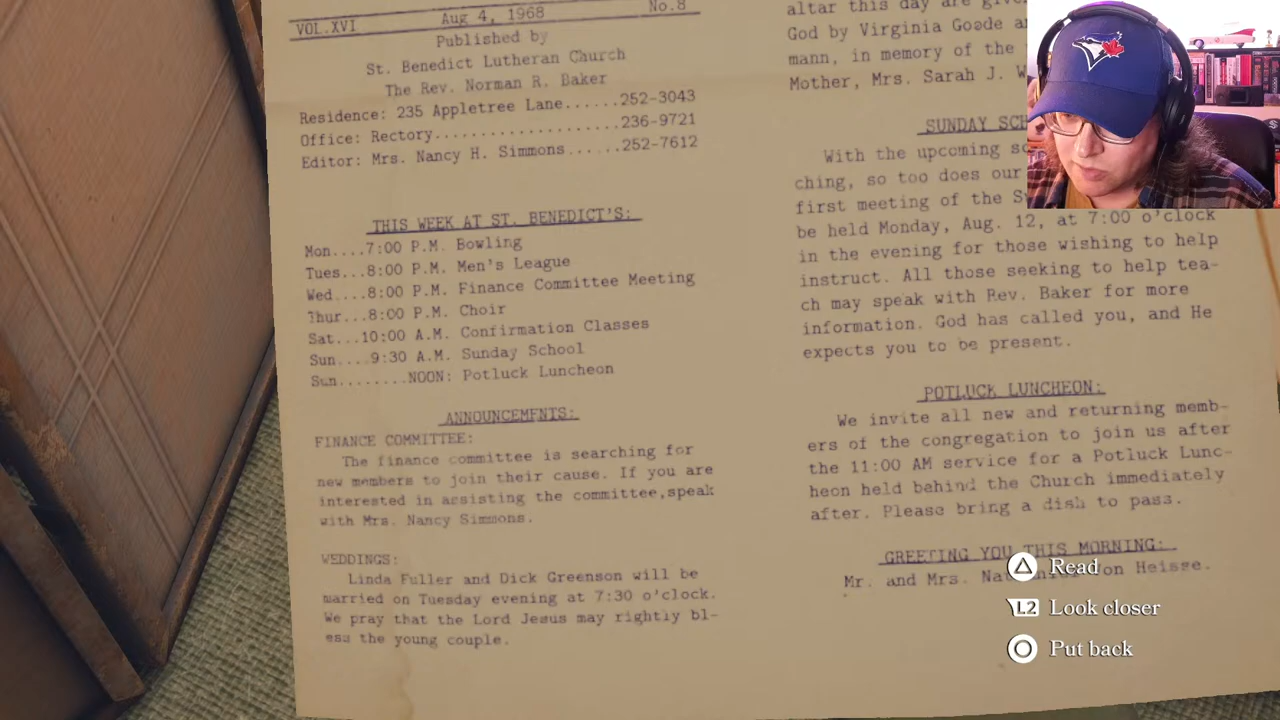 VOL.XVI Aug 4, 1968 No.8
Published by
St. Benedict Lutheran Church
The Rev. Norman R. Baker
Residence: 235 Appletree Lane......252-3043
Office: Rectory....................236-9721
Editor: Mrs. Nancy H. Simmons......252-7612
THIS WEEK AT ST. BENEDICT'S:
Mon....7:00 P.M. Bowling
Tues...8:00 P.M. Men's League
Wed....8:00 P.M. Finance Committee Meeting
Thur...8:00 P.M. Choir
Sat...10:00 A.M. Confirmation Classes
Sun....9:30 A.M. Sunday School
Sun........NOON: Potluck Luncheon
ANNOUNCEMENTS:
FINANCE COMMITTEE:
The finance committee is searching for
new members to join their cause. If you are
interested in assisting the committee,speak
with Mrs. Nancy Simmons.
WEDDINGS:
Linda Fuller and Dick Greenson will be
married on Tuesday evening at 7:30 o'clock.
We pray that the Lord Jesus may rightly bl-
ess the young couple.
altar this day are give
God by Virginia Goode a
mann, in memory of the
Mother, Mrs. Sarah J. W
SUNDAY SCH
With the upcoming sc
ching, so too does our
first meeting of the S
be held Monday, Aug. 12, at 7:00 o'clock
in the evening for those wishing to help
instruct. All those seeking to help tea-
ch may speak with Rev. Baker for more
information. God has called you, and He
expects you to be present.
POTLUCK LUNCHEON:
We invite all new and returning memb-
ers of the congregation to join us after
the 11:00 AM service for a Potluck Lunc-
heon held behind the Church immediately
after. Please bring a dish to pass.
GREETING YOU THIS MORNING:
Mr. and Mrs. Heisse.
Read
L2 Look closer
Put back